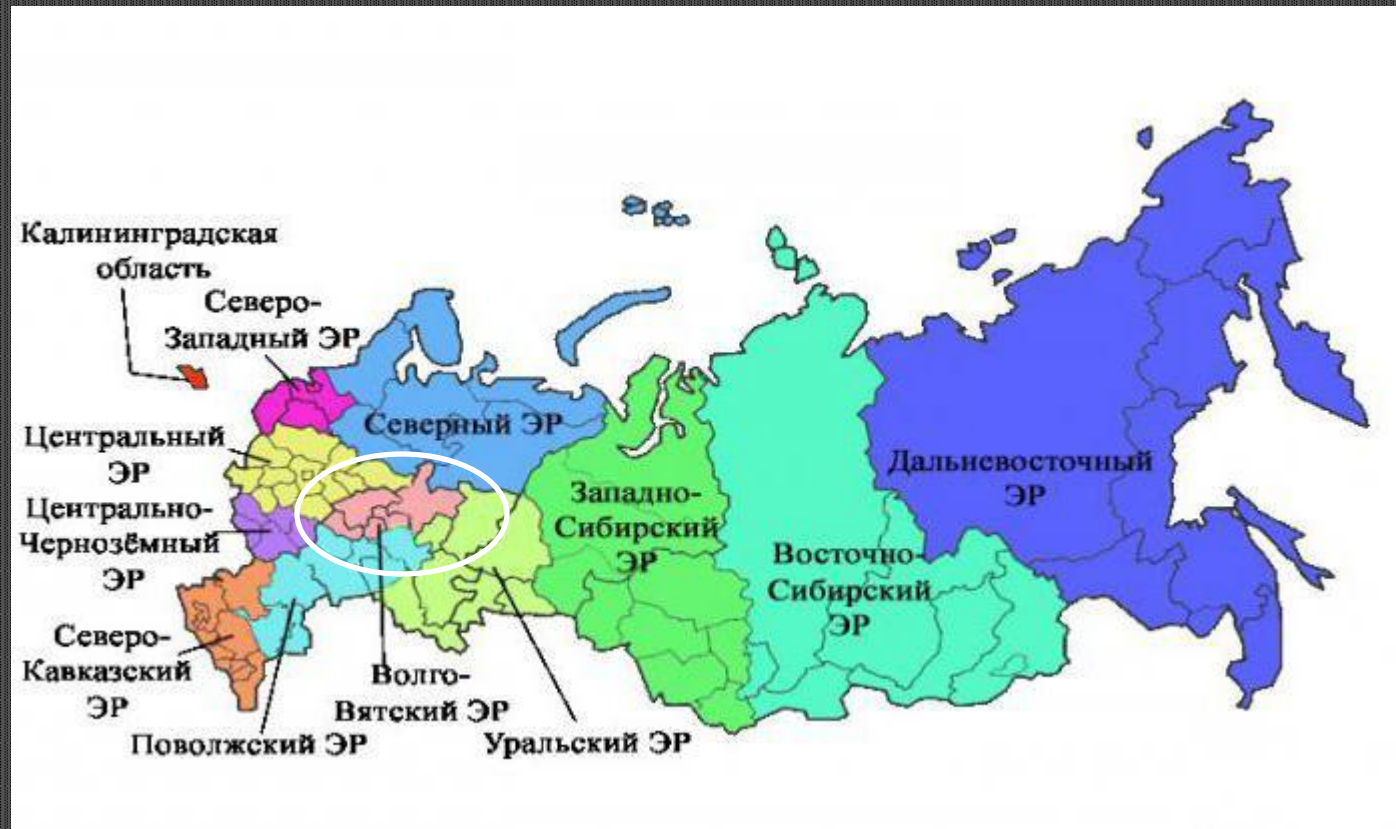 Калининградская
область
Северо-
Западный ЭР
Северный ЭР
Центральный
ЭР
Центрально-
Чернозёмный
ЭР
Западно-
Сибирский
ЭР
Восточно-
Сибирский
ЭР
Дальневосточный
ЭР
Северо-
Кавказский
ЭР
Волго-
Вятский ЭР
Поволжский ЭР
Уральский ЭР